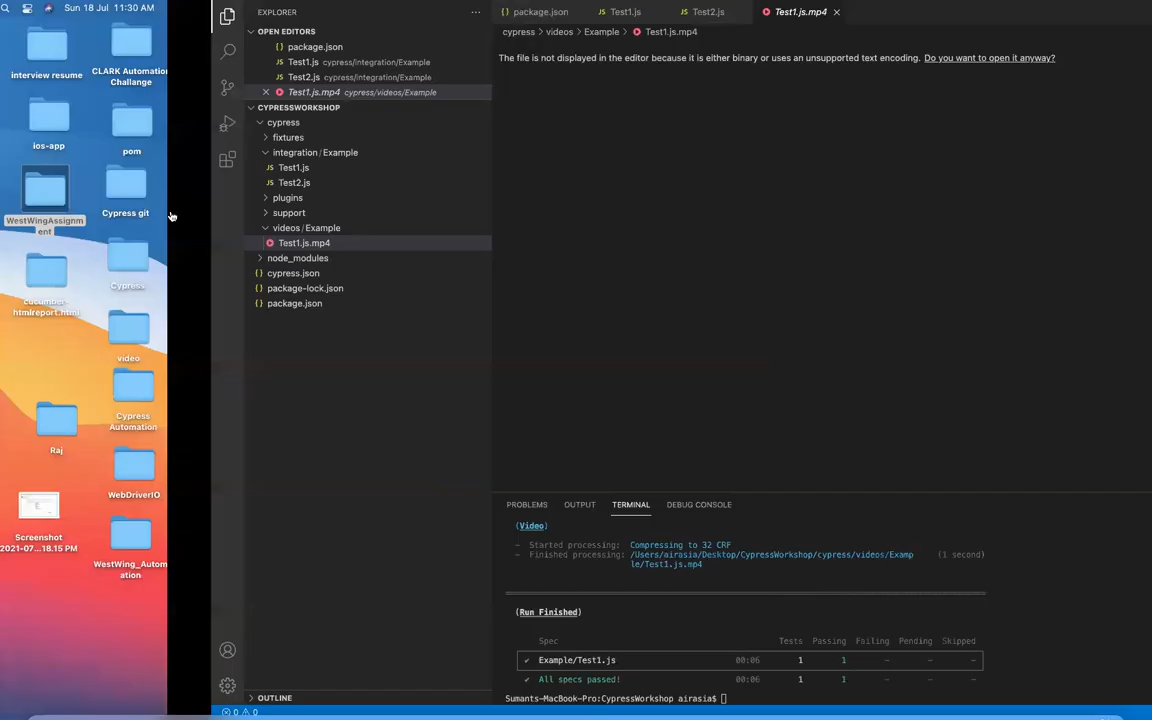 Sun 18 Jul 11:30 AM
interview resume
CLARK Automation
Challange
ios-app
pom
WestWingAssignm
ent
Cypress git
cucumber-
htmlreport.html
Cypress
video
Cypress
Automation
Raj
WebDriverIO
Screenshot
2021-07...18.15 PM
WestWing_Autom
ation
EXPLORER
OPEN EDITORS
package.json
Test1.js cypress/integration/Example
Test2.js cypress/integration/Example
Test1.js.mp4 cypress/videos/Example
CYPRESSWORKSHOP
cypress
fixtures
integration / Example
JS Test1.js
JS Test2.js
plugins
support
videos / Example
Test1.js.mp4
node_modules
{} cypress.json
{} package-lock.json
{} package.json
OUTLINE
{} package.json
JS Test1.js
JS Test2.js
Test1.js.mp4
cypress > videos > Example > Test1.js.mp4
The file is not displayed in the editor because it is either binary or uses an unsupported text encoding. Do you want to open it anyway?
PROBLEMS OUTPUT TERMINAL DEBUG CONSOLE
(Video)
- Started processing: Compressing to 32 CRF
- Finished processing: /Users/airasia/Desktop/CypressWorkshop/cypress/videos/Examp (1 second)
le/Test1.js.mp4
(Run Finished)
Spec Tests Passing Failing Pending Skipped
✔ Example/Test1.js 00:06 1 1 - - -
✔ All specs passed! 00:06 1 1 - - -
Sumants-MacBook-Pro:CypressWorkshop airasia$
0 0